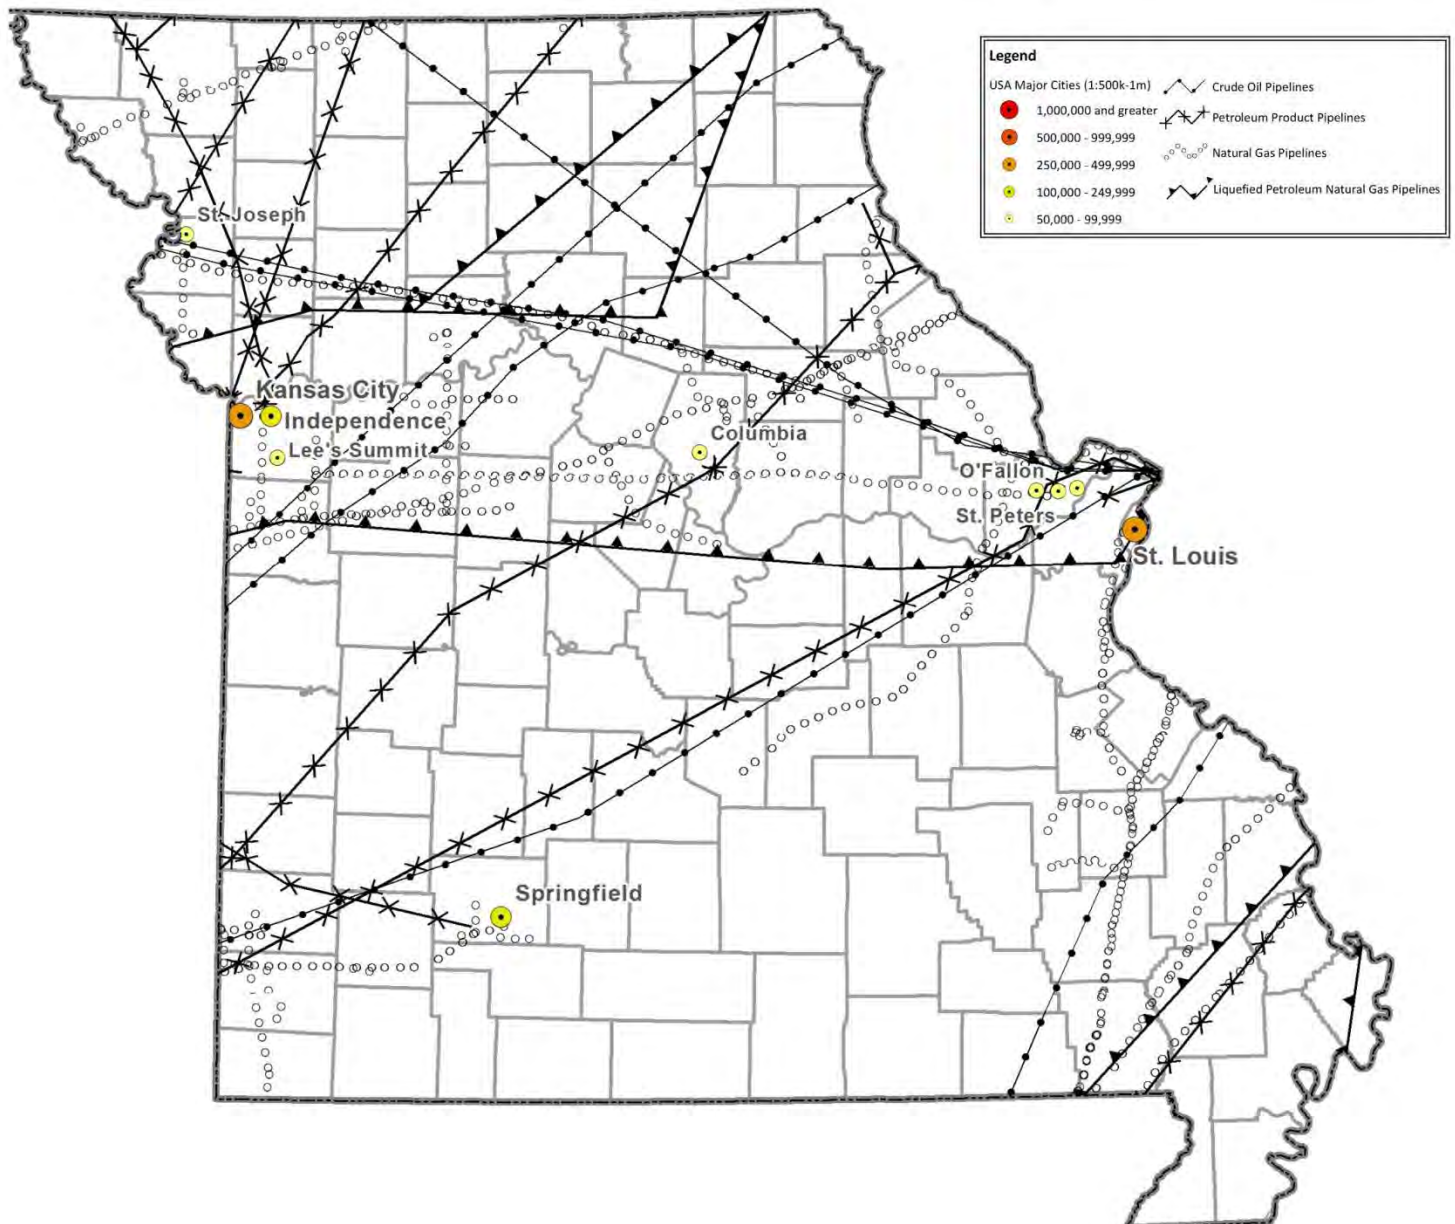 Legend
USA Major Cities (1:500k-1m)
1,000,000 and greater
500,000 - 999,999
250,000 - 499,999
100,000 - 249,999
50,000 - 99,999
Crude Oil Pipelines
Petroleum Product Pipelines
Natural Gas Pipelines
Liquefied Petroleum Natural Gas Pipelines
St. Joseph
Kansas City
Independence
Lee's Summit
Columbia
O'Fallon
St. Peters
St. Louis
Springfield